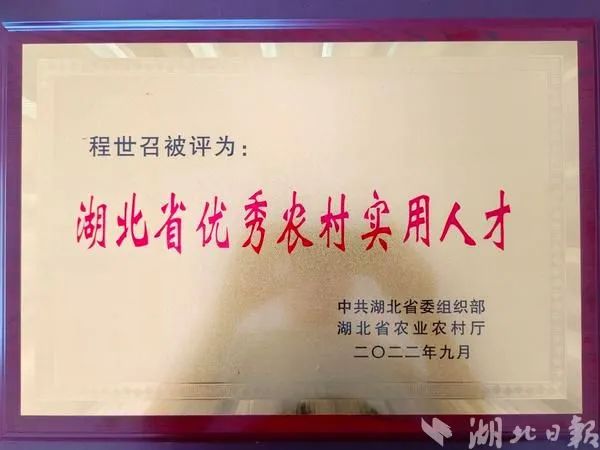 程世召被评为：
湖北省优秀农村实用人才
中共湖北省委组织部
湖北省农业农村厅
二〇二二年九月
湖北日報